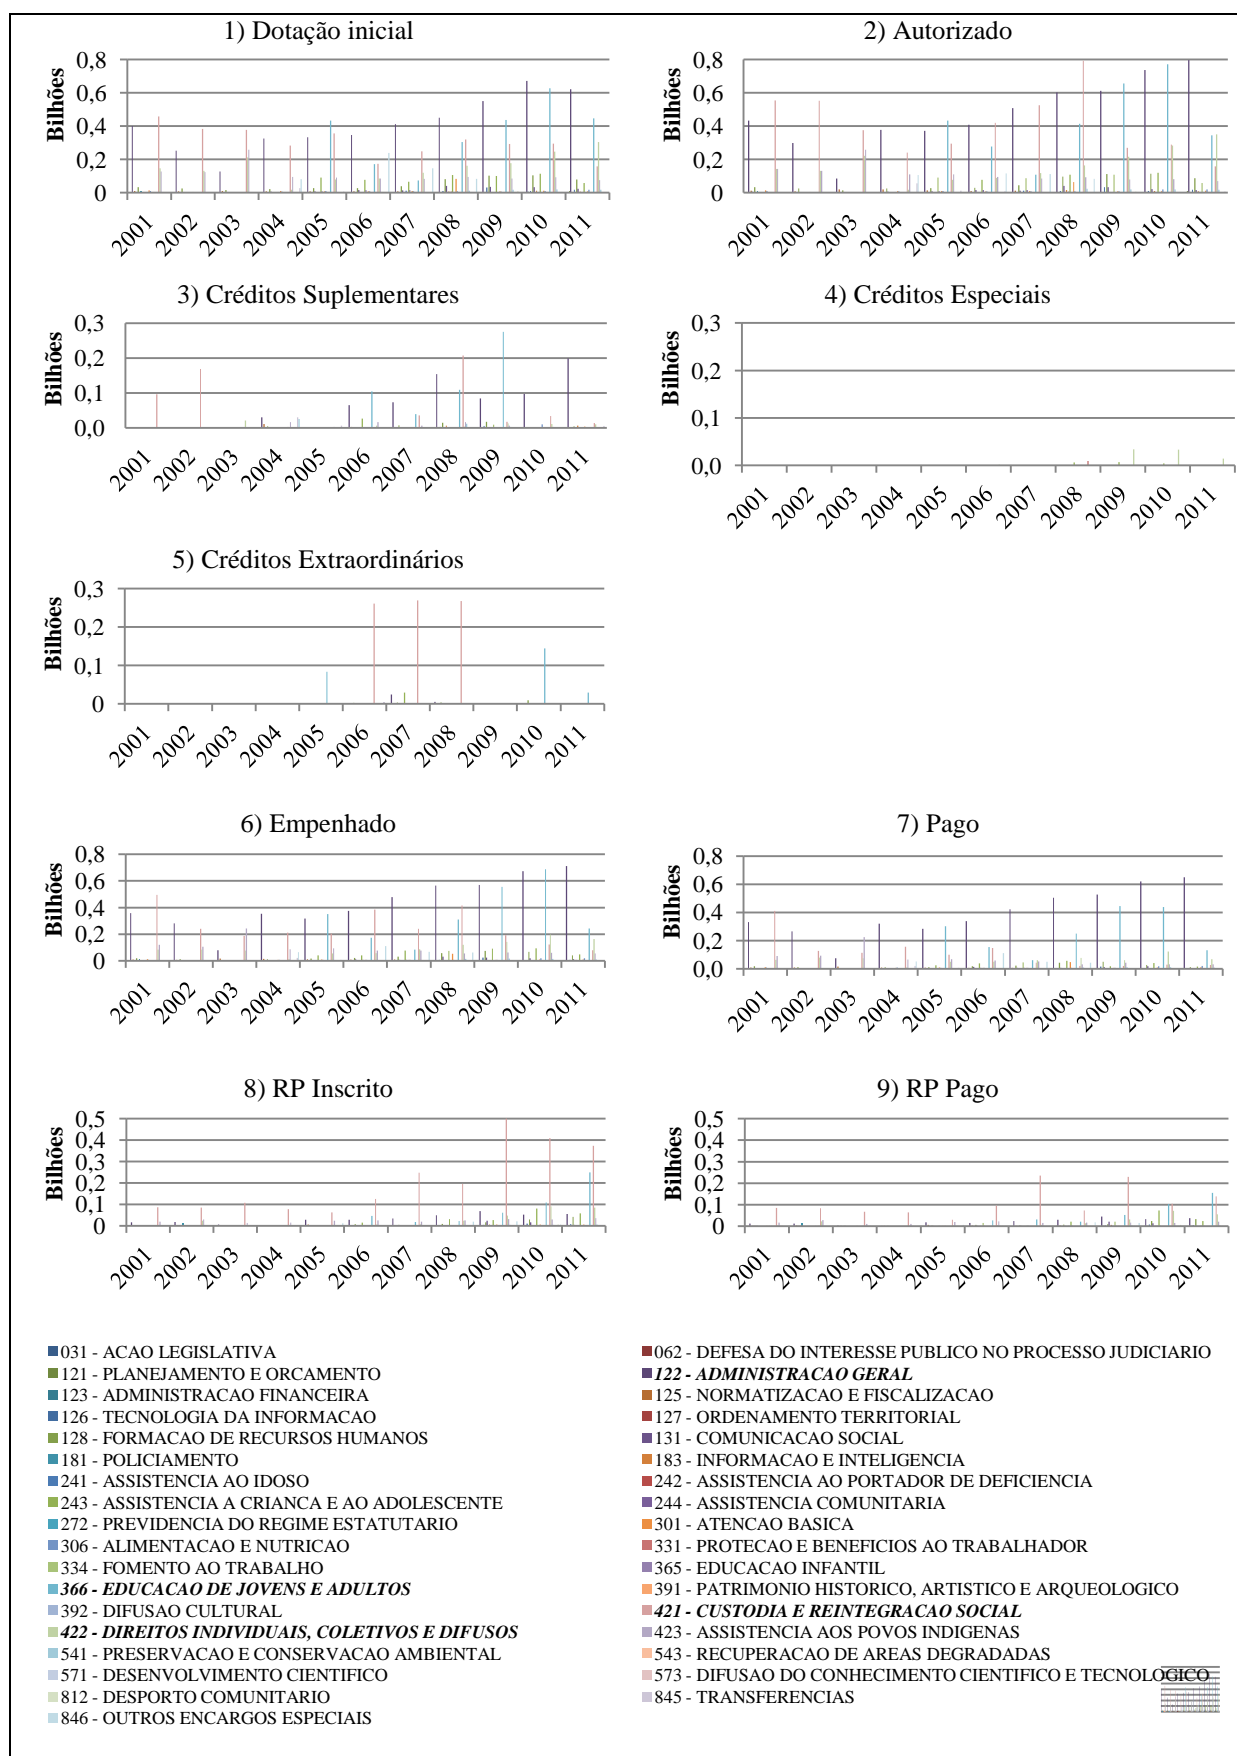 1) Dotação inicial
Bilhões
0,8
0,6
0,4
0,2
0
2001 2002 2003 2004 2005 2006 2007 2008 2009 2010 2011
2) Autorizado
Bilhões
0,8
0,6
0,4
0,2
0
2001 2002 2003 2004 2005 2006 2007 2008 2009 2010 2011
3) Créditos Suplementares
Bilhões
0,3
0,2
0,1
0,0
2001 2002 2003 2004 2005 2006 2007 2008 2009 2010 2011
4) Créditos Especiais
Bilhões
0,3
0,2
0,1
0,0
2001 2002 2003 2004 2005 2006 2007 2008 2009 2010 2011
5) Créditos Extraordinários
Bilhões
0,3
0,2
0,1
0
2001 2002 2003 2004 2005 2006 2007 2008 2009 2010 2011
6) Empenhado
Bilhões
0,8
0,6
0,4
0,2
0
2001 2002 2003 2004 2005 2006 2007 2008 2009 2010 2011
7) Pago
Bilhões
0,8
0,6
0,4
0,2
0,0
2001 2002 2003 2004 2005 2006 2007 2008 2009 2010 2011
8) RP Inscrito
Bilhões
0,5
0,4
0,3
0,2
0,1
0
2001 2002 2003 2004 2005 2006 2007 2008 2009 2010 2011
9) RP Pago
Bilhões
0,5
0,4
0,3
0,2
0,1
0
2001 2002 2003 2004 2005 2006 2007 2008 2009 2010 2011
031 - ACAO LEGISLATIVA
062 - DEFESA DO INTERESSE PUBLICO NO PROCESSO JUDICIARIO
121 - PLANEJAMENTO E ORCAMENTO
122 - ADMINISTRACAO GERAL
123 - ADMINISTRACAO FINANCEIRA
125 - NORMATIZACAO E FISCALIZACAO
126 - TECNOLOGIA DA INFORMACAO
127 - ORDENAMENTO TERRITORIAL
128 - FORMACAO DE RECURSOS HUMANOS
131 - COMUNICACAO SOCIAL
181 - POLICIAMENTO
183 - INFORMACAO E INTELIGENCIA
241 - ASSISTENCIA AO IDOSO
242 - ASSISTENCIA AO PORTADOR DE DEFICIENCIA
243 - ASSISTENCIA A CRIANCA E AO ADOLESCENTE
244 - ASSISTENCIA COMUNITARIA
272 - PREVIDENCIA DO REGIME ESTATUTARIO
301 - ATENCAO BASICA
306 - ALIMENTACAO E NUTRICAO
331 - PROTECAO E BENEFICIOS AO TRABALHADOR
334 - FOMENTO AO TRABALHO
365 - EDUCACAO INFANTIL
366 - EDUCACAO DE JOVENS E ADULTOS
391 - PATRIMONIO HISTORICO, ARTISTICO E ARQUEOLOGICO
392 - DIFUSAO CULTURAL
421 - CUSTODIA E REINTEGRACAO SOCIAL
422 - DIREITOS INDIVIDUAIS, COLETIVOS E DIFUSOS
423 - ASSISTENCIA AOS POVOS INDIGENAS
541 - PRESERVACAO E CONSERVACAO AMBIENTAL
543 - RECUPERACAO DE AREAS DEGRADADAS
571 - DESENVOLVIMENTO CIENTIFICO
573 - DIFUSAO DO CONHECIMENTO CIENTIFICO E TECNOLOGICO
812 - DESPORTO COMUNITARIO
845 - TRANSFERENCIAS
846 - OUTROS ENCARGOS ESPECIAIS